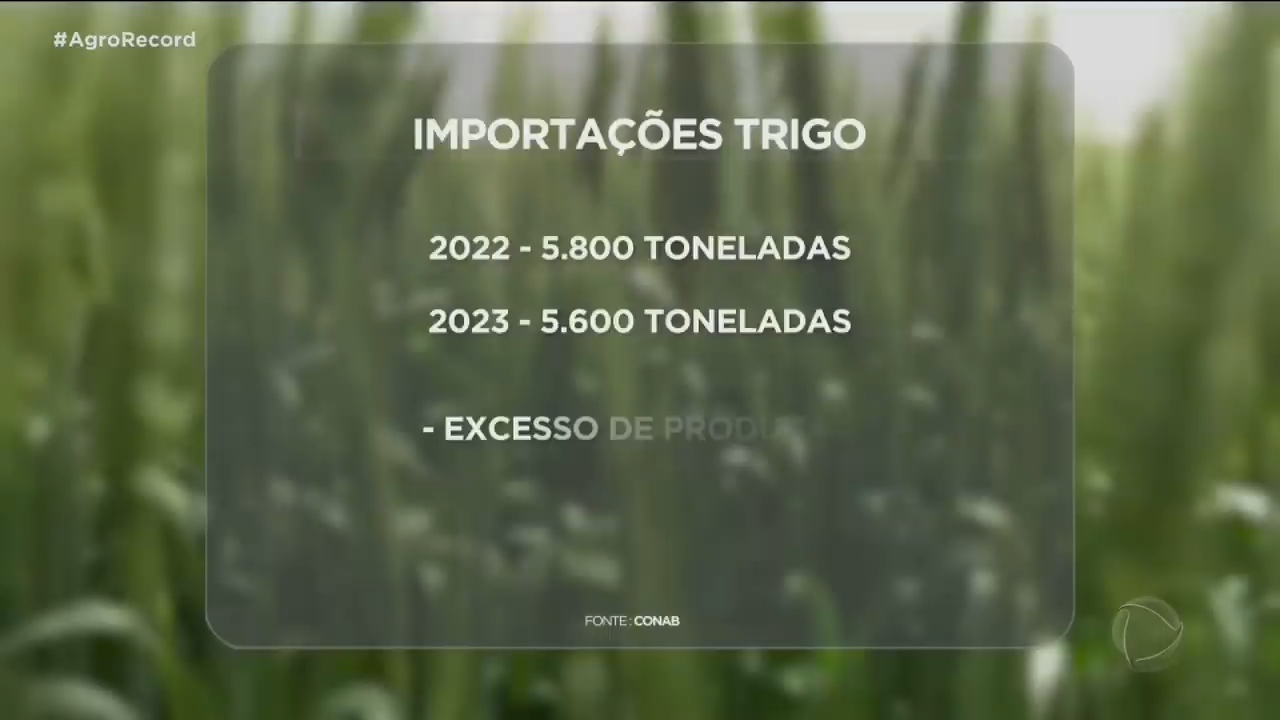 #AgroRecord
IMPORTAÇÕES TRIGO
2022 - 5.800 TONELADAS
2023 - 5.600 TONELADAS
- EXCESSO DE
FONTE: CONAB